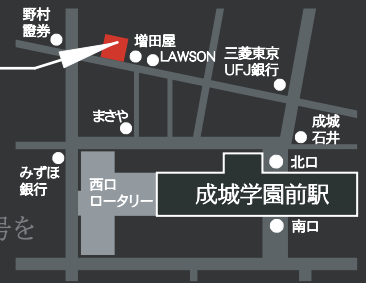 野村
證券
増田屋
LAWSON
三菱東京
UFJ銀行
まさや
成城
石井
みずほ
銀行
西口
ロータリー
北口
成城学園前駅
南口
号を